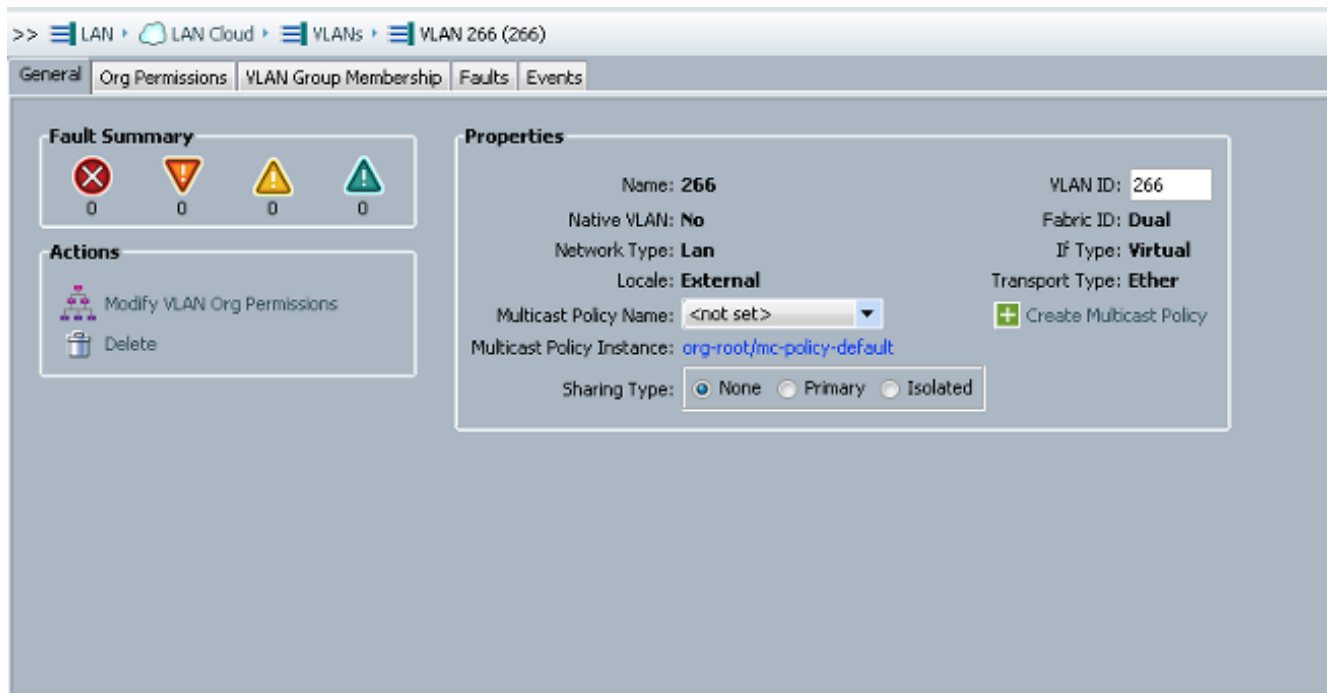 >> LAN LAN Cloud VLANs VLAN 266 (266)
General Org Permissions VLAN Group Membership Faults Events
Fault Summary
0 0 0 0
Actions
Modify VLAN Org Permissions
Delete
Properties
Name: 266 VLAN ID: 266
Native VLAN: No Fabric ID: Dual
Network Type: Lan If Type: Virtual
Locale: External Transport Type: Ether
Multicast Policy Name: <not set> Create Multicast Policy
Multicast Policy Instance: org-root/mc-policy-default
Sharing Type: None Primary Isolated